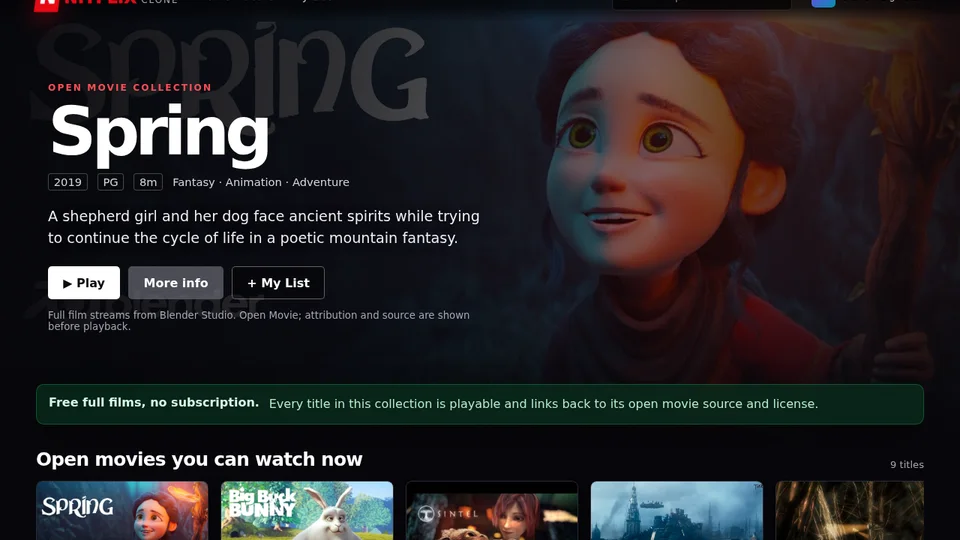 CLONE
SPRiNG
OPEN MOVIE COLLECTION
Spring
2019 PG 8m Fantasy · Animation · Adventure
A shepherd girl and her dog face ancient spirits while trying
to continue the cycle of life in a poetic mountain fantasy.
▶ Play More info + My List
blender
Full film streams from Blender Studio. Open Movie; attribution and source are shown
before playback.
Free full films, no subscription. Every title in this collection is playable and links back to its open movie source and license.
Open movies you can watch now
9 titles
SPRiNG
Big Buck
BUNNY
SINTEL